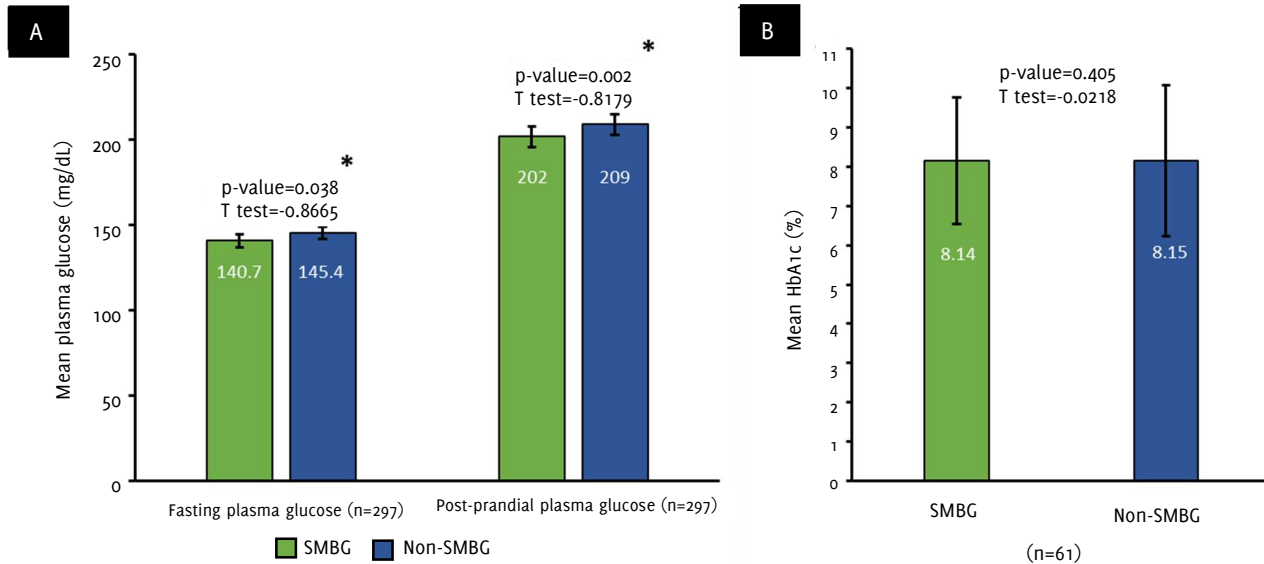 A
250
200
150
100
50
0
Mean plasma glucose (mg/dL)
p-value=0.038
T test=-0.8665
*
140.7
145.4
p-value=0.002
T test=-0.8179
*
202
209
Fasting plasma glucose (n=297)
Post-prandial plasma glucose (n=297)
SMBG
Non-SMBG
B
11
10
9
8
7
6
5
4
3
2
1
0
Mean HbA1c (%)
p-value=0.405
T test=-0.0218
8.14
8.15
SMBG
Non-SMBG
(n=61)